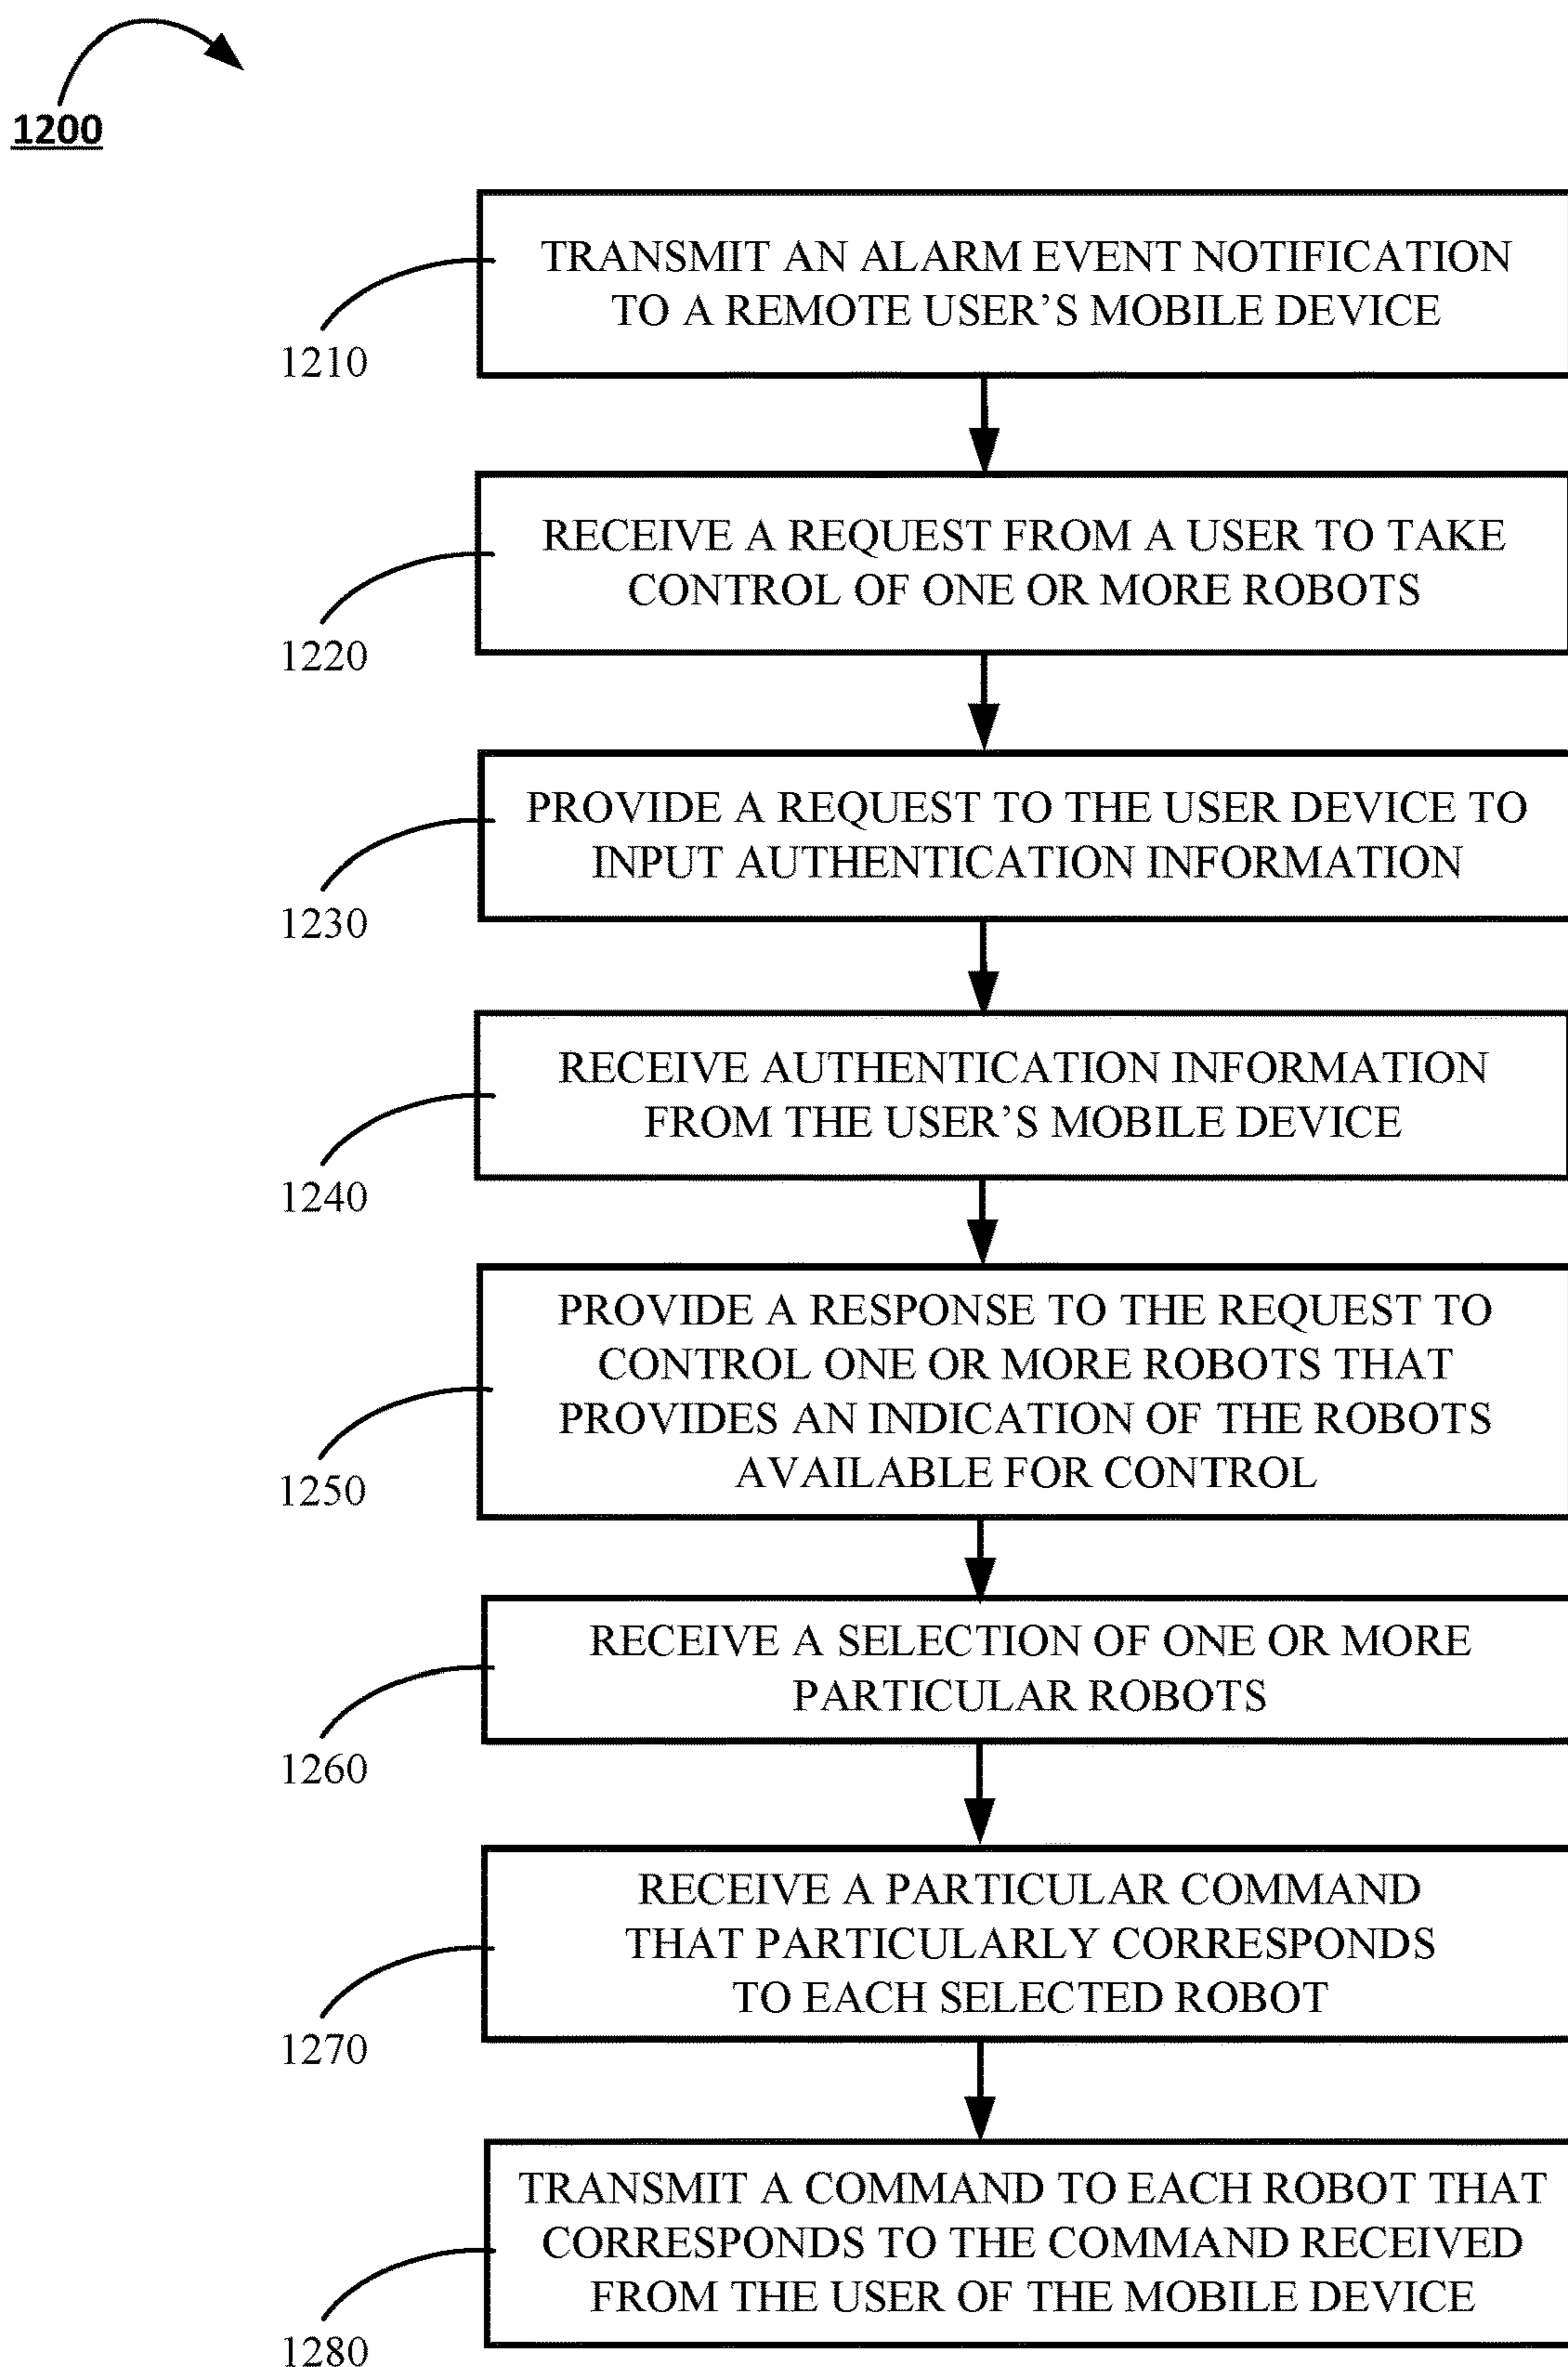 1200
TRANSMIT AN ALARM EVENT NOTIFICATION
TO A REMOTE USER’S MOBILE DEVICE
1210
RECEIVE A REQUEST FROM A USER TO TAKE
CONTROL OF ONE OR MORE ROBOTS
1220
PROVIDE A REQUEST TO THE USER DEVICE TO
INPUT AUTHENTICATION INFORMATION
1230
RECEIVE AUTHENTICATION INFORMATION
FROM THE USER’S MOBILE DEVICE
1240
PROVIDE A RESPONSE TO THE REQUEST TO
CONTROL ONE OR MORE ROBOTS THAT
PROVIDES AN INDICATION OF THE ROBOTS
AVAILABLE FOR CONTROL
1250
RECEIVE A SELECTION OF ONE OR MORE
PARTICULAR ROBOTS
1260
RECEIVE A PARTICULAR COMMAND
THAT PARTICULARLY CORRESPONDS
TO EACH SELECTED ROBOT
1270
TRANSMIT A COMMAND TO EACH ROBOT THAT
CORRESPONDS TO THE COMMAND RECEIVED
FROM THE USER OF THE MOBILE DEVICE
1280